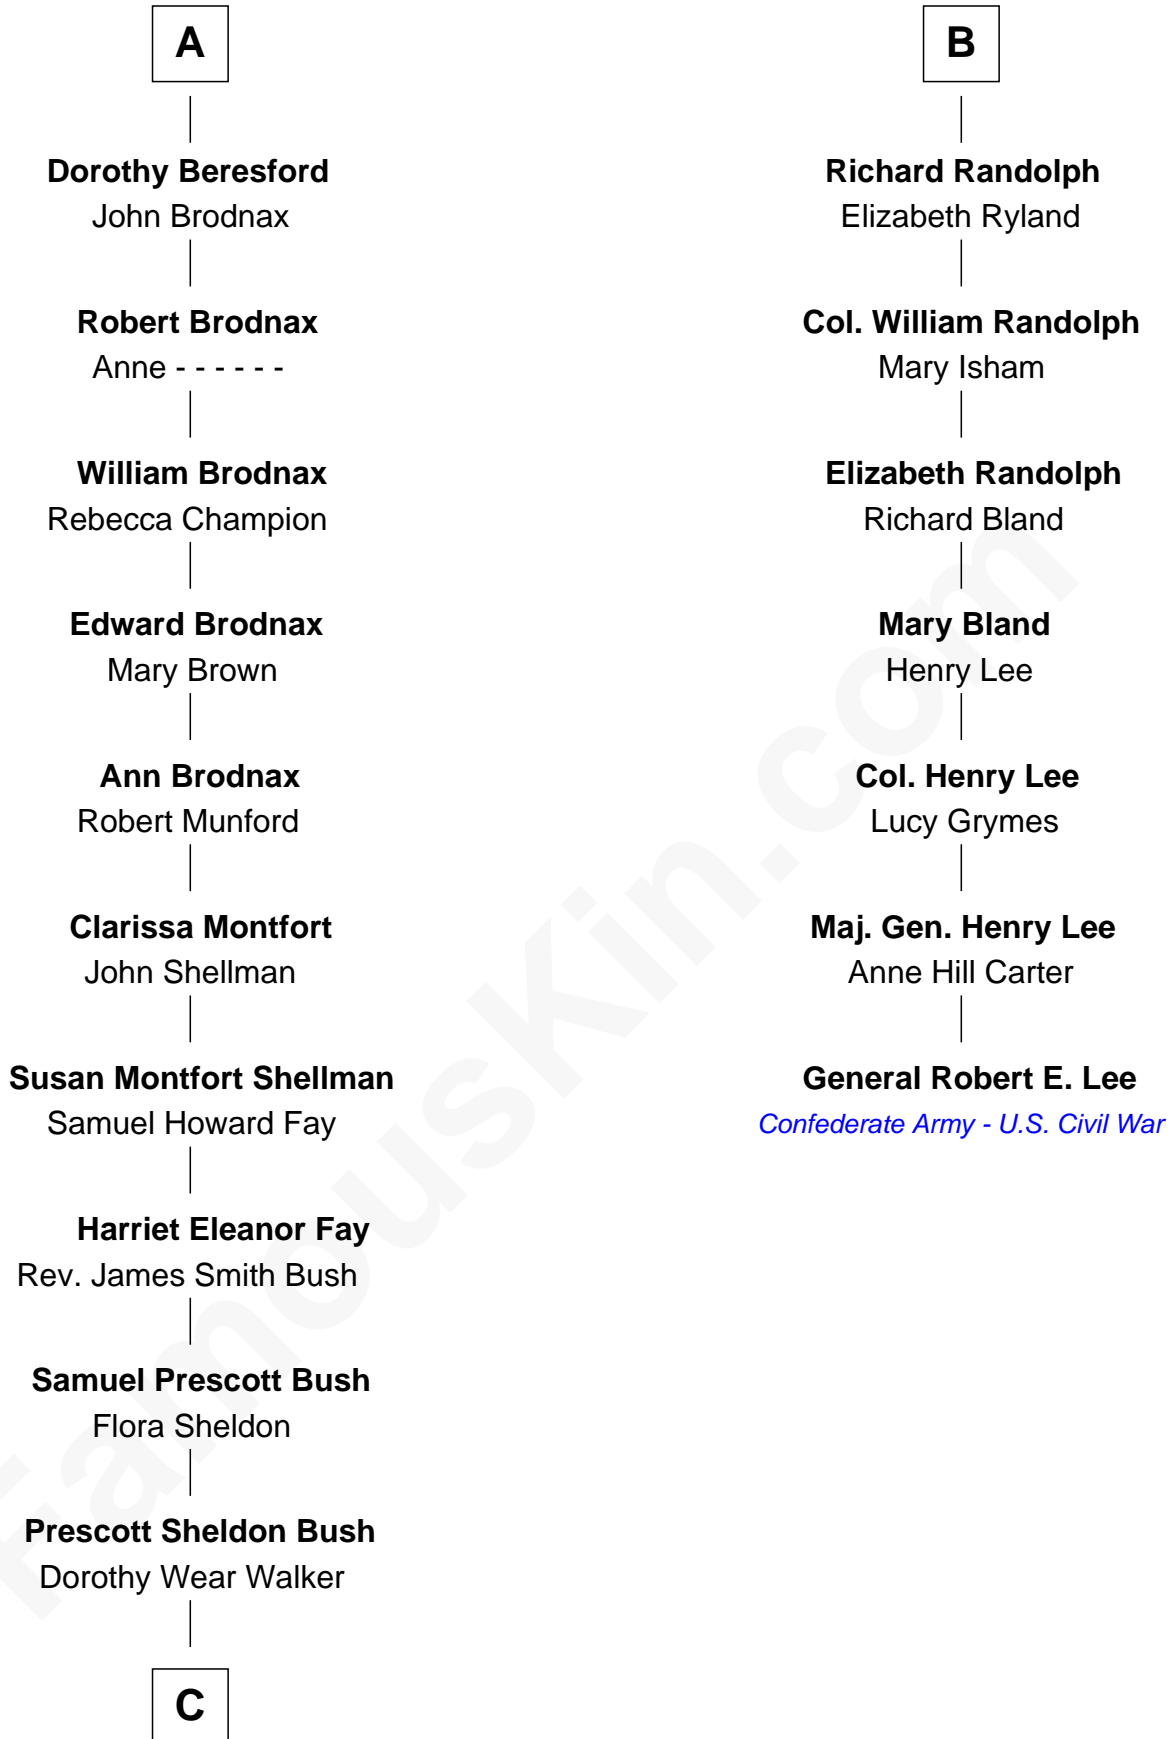 A
Dorothy Beresford
John Brodnax
Robert Brodnax
Anne - - - - - -
William Brodnax
Rebecca Champion
Edward Brodnax
Mary Brown
Ann Brodnax
Robert Munford
Clarissa Montfort
John Shellman
Susan Montfort Shellman
Samuel Howard Fay
Harriet Eleanor Fay
Rev. James Smith Bush
Samuel Prescott Bush
Flora Sheldon
Prescott Sheldon Bush
Dorothy Wear Walker
C
B
Richard Randolph
Elizabeth Ryland
Col. William Randolph
Mary Isham
Elizabeth Randolph
Richard Bland
Mary Bland
Henry Lee
Col. Henry Lee
Lucy Grymes
Maj. Gen. Henry Lee
Anne Hill Carter
General Robert E. Lee
Confederate Army - U.S. Civil War
FamousKin.com